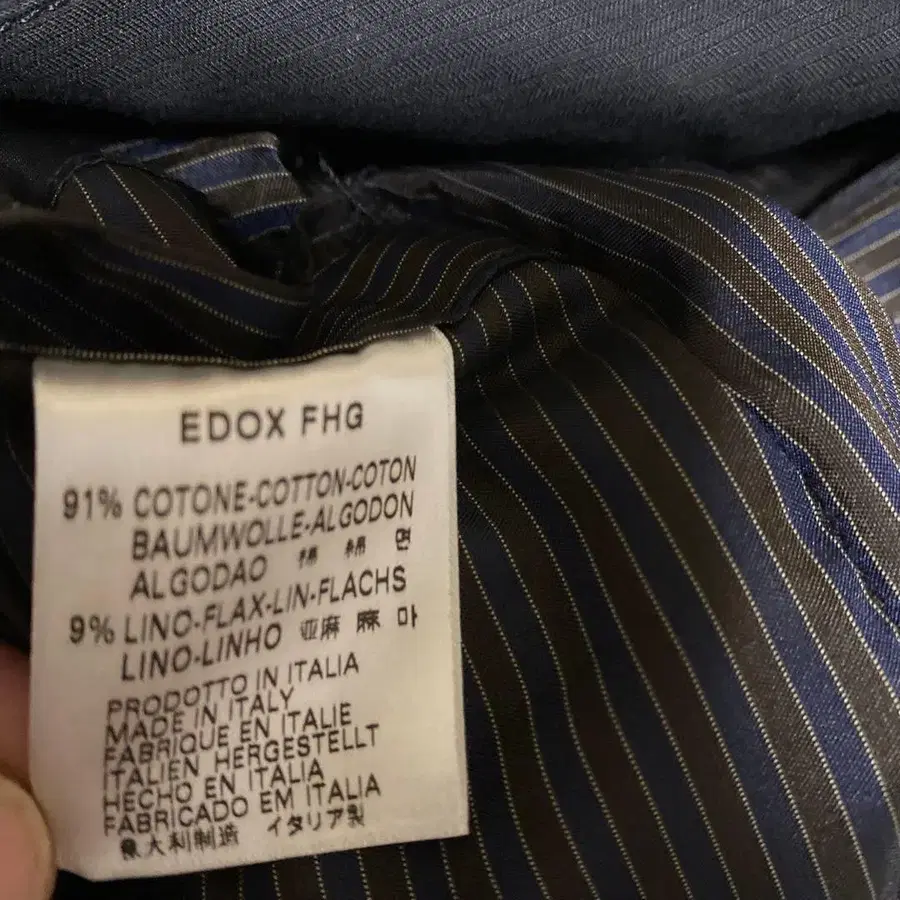 EDOX FHG
91% COTONE-COTTON-COTON
BAUMWOLLE-ALGODON
ALGODAO 棉 綿 면
9% LINO-FLAX-LIN-FLACHS
LINO-LINHO 亚麻 麻 마
PRODOTTO IN ITALIA
MADE IN ITALY
FABRIQUE EN ITALIE
ITALIEN HERGESTELLT
HECHO EN ITALIA
FABRICADO EM ITALIA
意大利制造 イタリア製